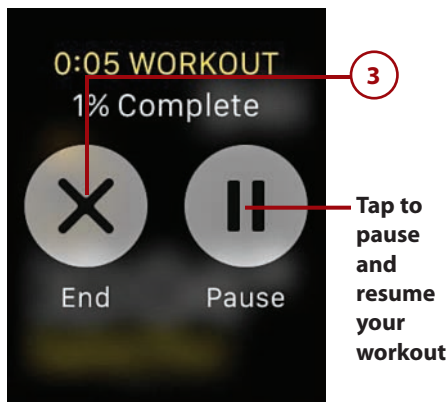 0:05 WORKOUT
1% Complete
3
End
Pause
Tap to
pause
and
resume
your
workout